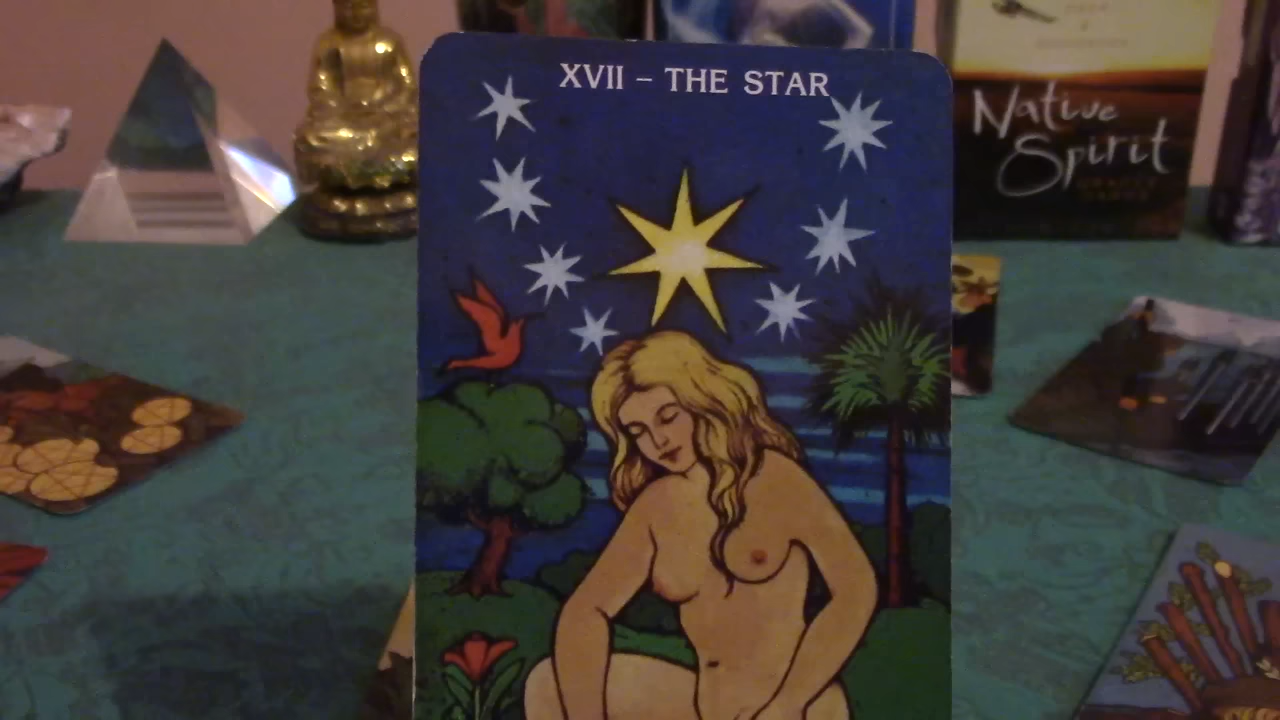 XVII – THE STAR
Native
Spirit